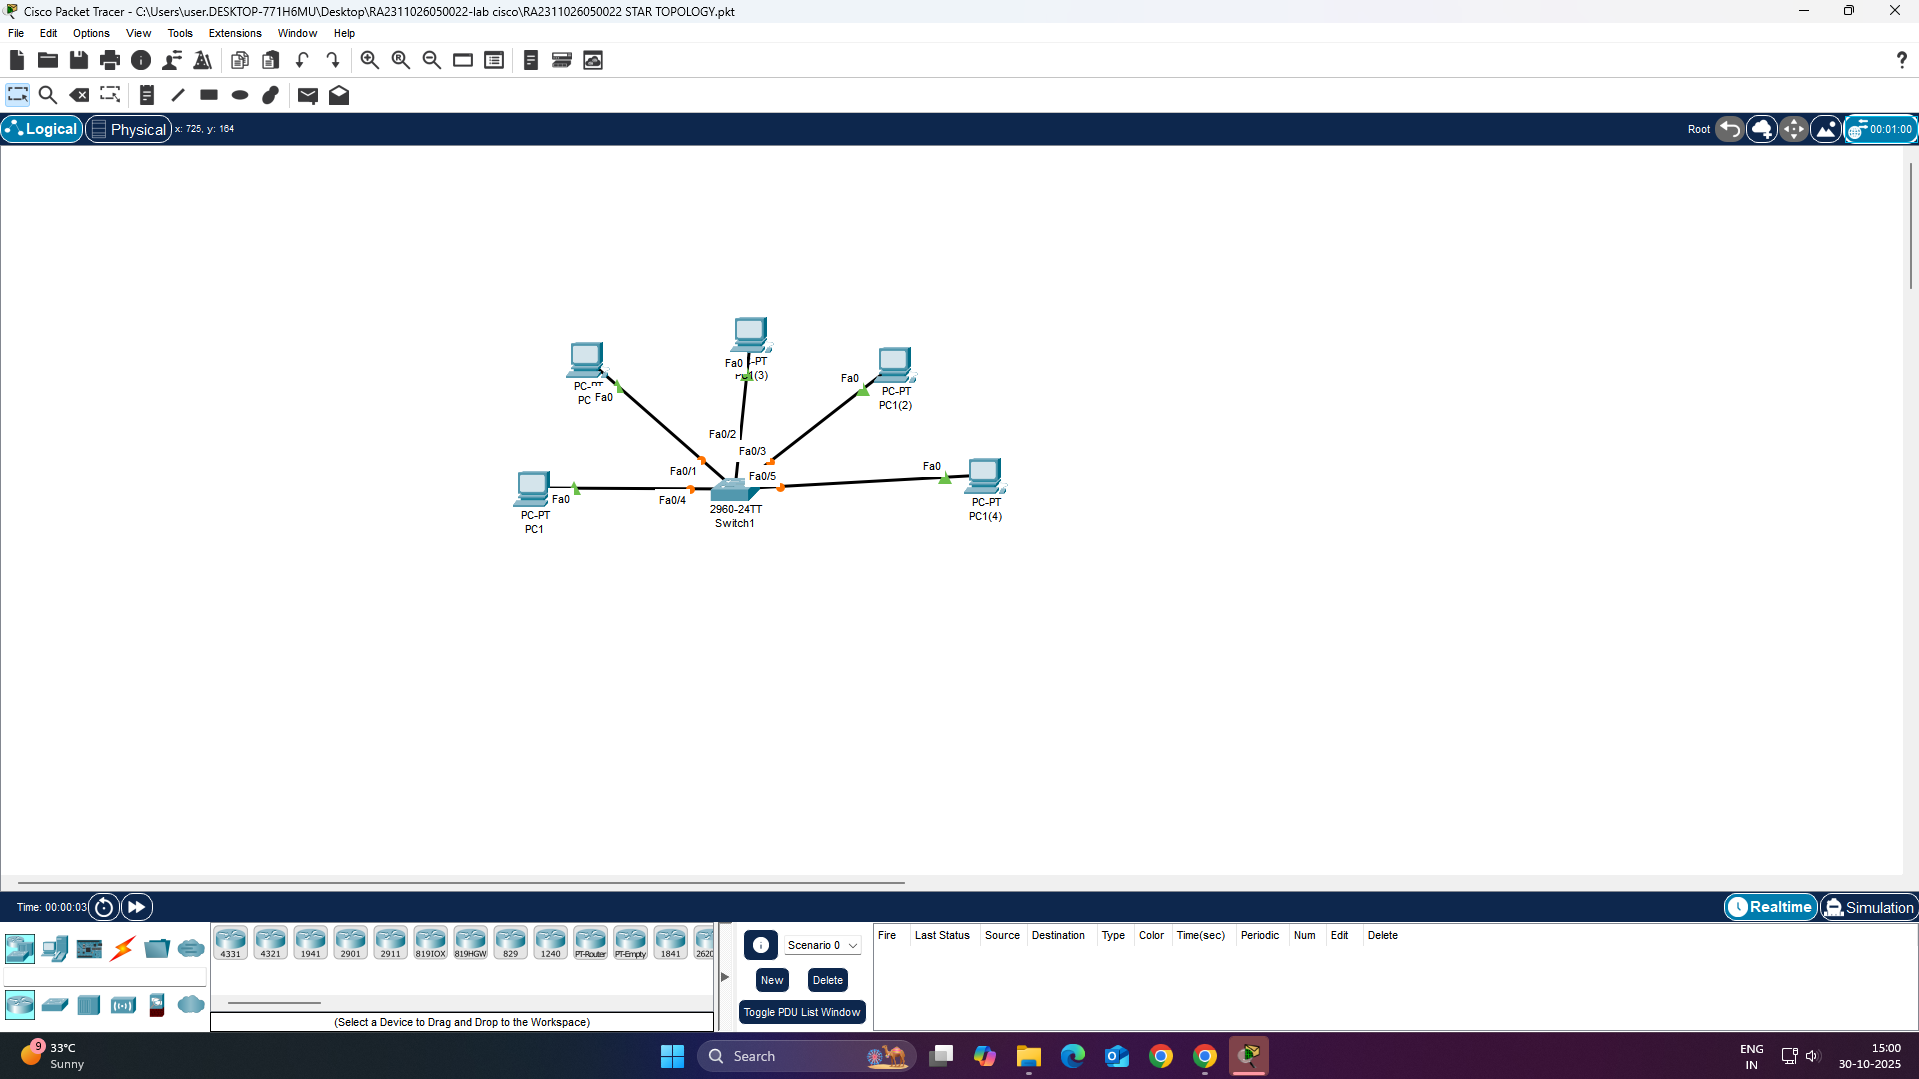 Cisco Packet Tracer - C:\Users\user.DESKTOP-771H6MU\Desktop\RA2311026050022-lab cisco\RA2311026050022 STAR TOPOLOGY.pkt
File Edit Options View Tools Extensions Window Help
Logical Physical x: 725, y: 164 Root 00:01:00
Fa0 -PT
1(3)
PC-PT
PC Fa0
Fa0 PC-PT
PC1(2)
Fa0/2
Fa0/3
Fa0/1
Fa0/5
Fa0
Fa0 Fa0/4
PC-PT
PC1
2960-24TT
Switch1
PC-PT
PC1(4)
Time: 00:00:03 Realtime Simulation
4331 4321 1941 2901 2911 819IOX 819HGW 829 1240 PT-Router PT-Empty 1841 2620
(Select a Device to Drag and Drop to the Workspace)
Scenario 0
New Delete
Toggle PDU List Window
Fire Last Status Source Destination Type Color Time(sec) Periodic Num Edit Delete
9
33°C
Sunny
Search
ENG
IN
15:00
30-10-2025